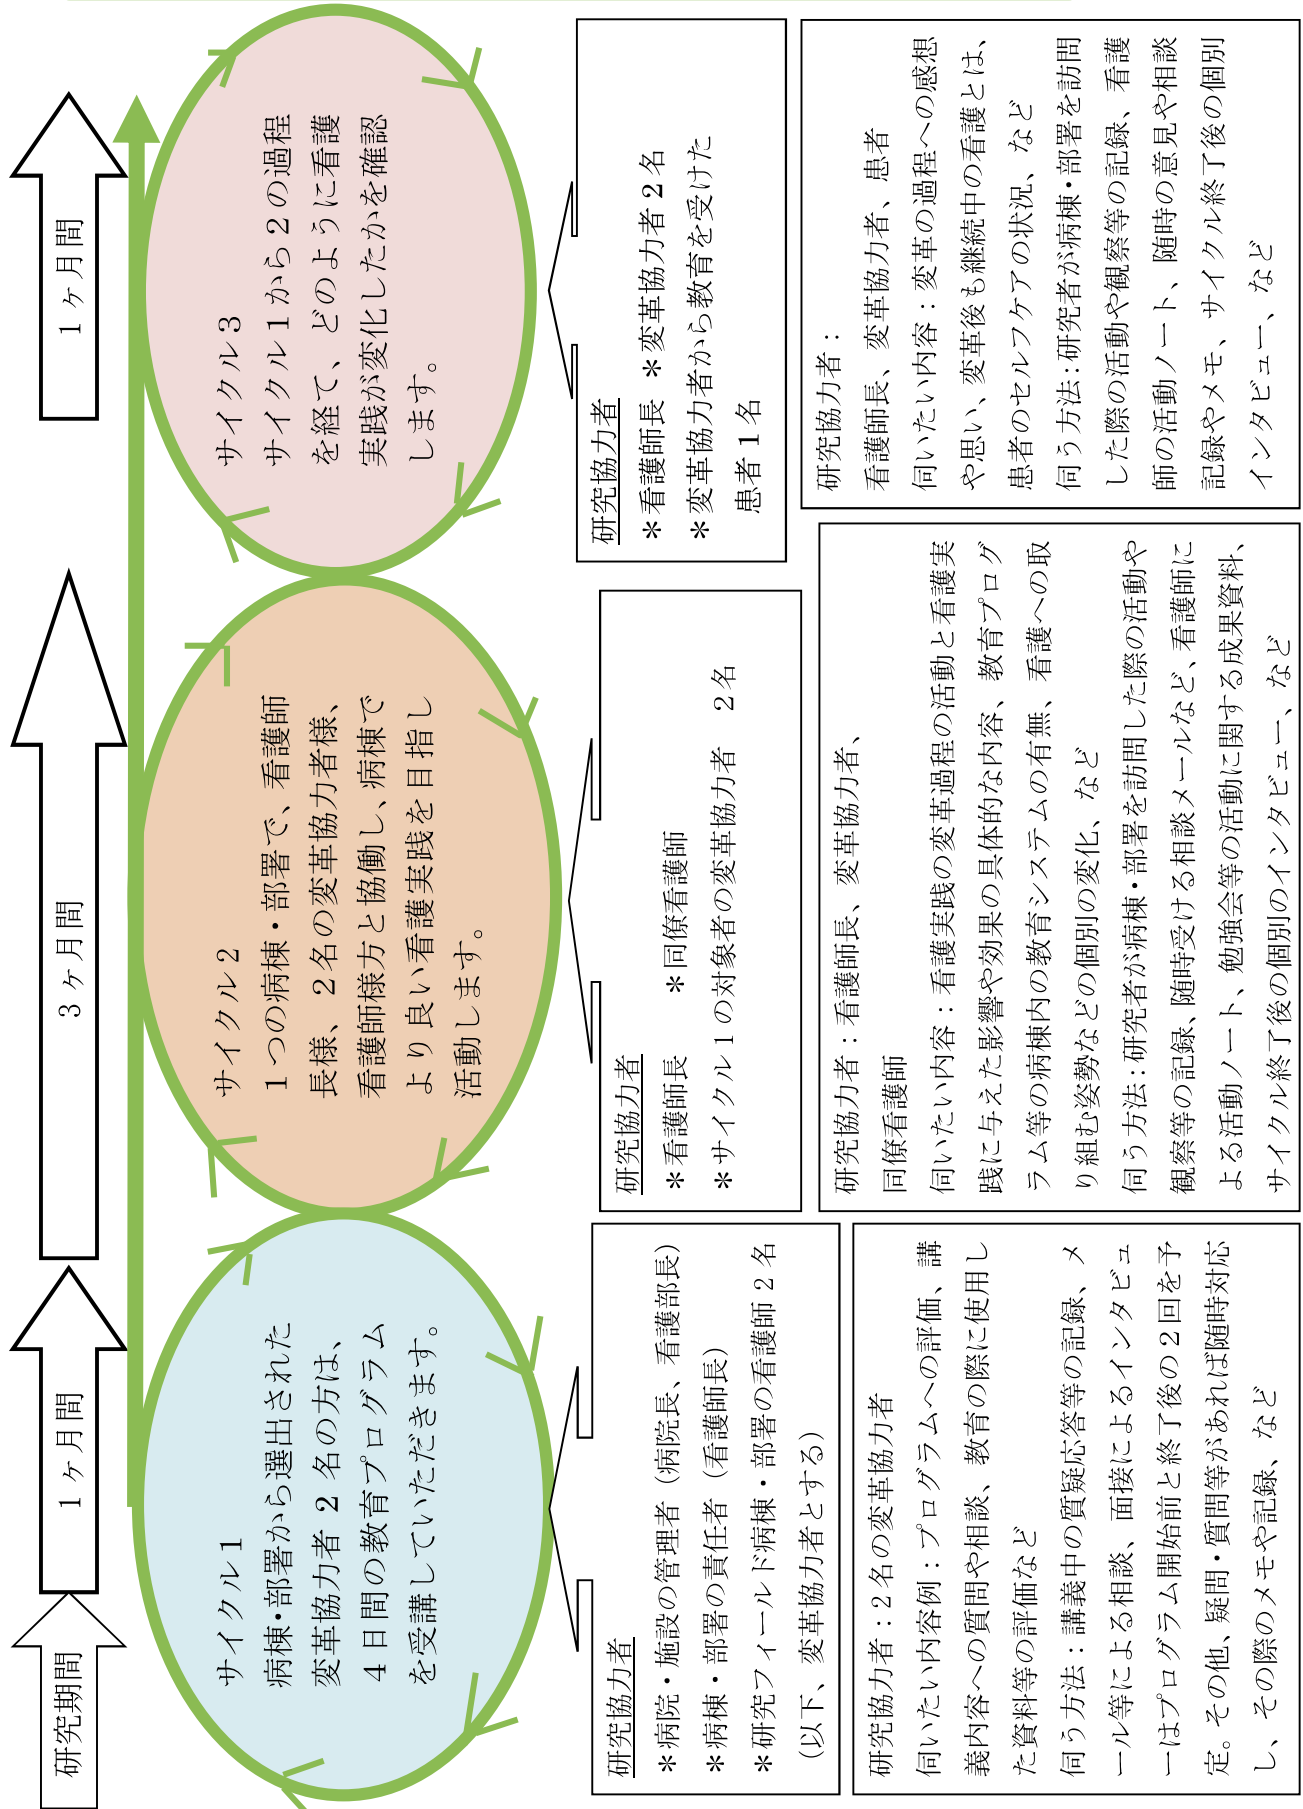 研究期間
1ヶ月間
3ヶ月間
1ヶ月間
サイクル1
病棟・部署から選出された
変革協力者2名の方は、
4日間の教育プログラム
を受講していただきます。
サイクル2
1つの病棟・部署で、看護師
長様、2名の変革協力者様、
看護師様方と協働し、病棟で
より良い看護実践を目指し
活動します。
サイクル3
サイクル1から2の過程
を経て、どのように看護
実践が変化したかを確認
します。
研究協力者
＊病院・施設の管理者（病院長、看護部長）
＊病棟・部署の責任者（看護師長）
＊研究フィールド病棟・部署の看護師2名
（以下、変革協力者とする）
研究協力者
＊看護師長　＊同僚看護師
＊サイクル1の対象者の変革協力者　2名
研究協力者
＊看護師長　＊変革協力者2名
＊変革協力者から教育を受けた
患者1名
研究協力者：2名の変革協力者
伺いたい内容例：プログラムへの評価、講
義内容への質問や相談、教育の際に使用し
た資料等の評価など
伺う方法：講義中の質疑応答等の記録、メ
ール等による相談、面接によるインタビュ
ーはプログラム開始前と終了後の2回を予
定。その他、疑問・質問等があれば随時対応
し、その際のメモや記録、など
研究協力者：看護師長、変革協力者、
同僚看護師
伺いたい内容：看護実践の変革過程の活動と看護実
践に与えた影響や効果の具体的な内容、教育プログ
ラム等の病棟内の教育システムの有無、看護への取
り組む姿勢などの個別の変化、など
伺う方法：研究者が病棟・部署を訪問した際の活動や
観察等の記録、随時受ける相談メールなど、看護師に
よる活動ノート、勉強会等の活動に関する成果資料、
サイクル終了後の個別のインタビュー、など
研究協力者：
看護師長、変革協力者、患者
伺いたい内容：変革の過程への感想
や思い、変革後も継続中の看護とは、
患者のセルフケアの状況、など
伺う方法：研究者が病棟・部署を訪問
した際の活動や観察等の記録、看護
師の活動ノート、随時の意見や相談
記録やメモ、サイクル終了後の個別
インタビュー、など